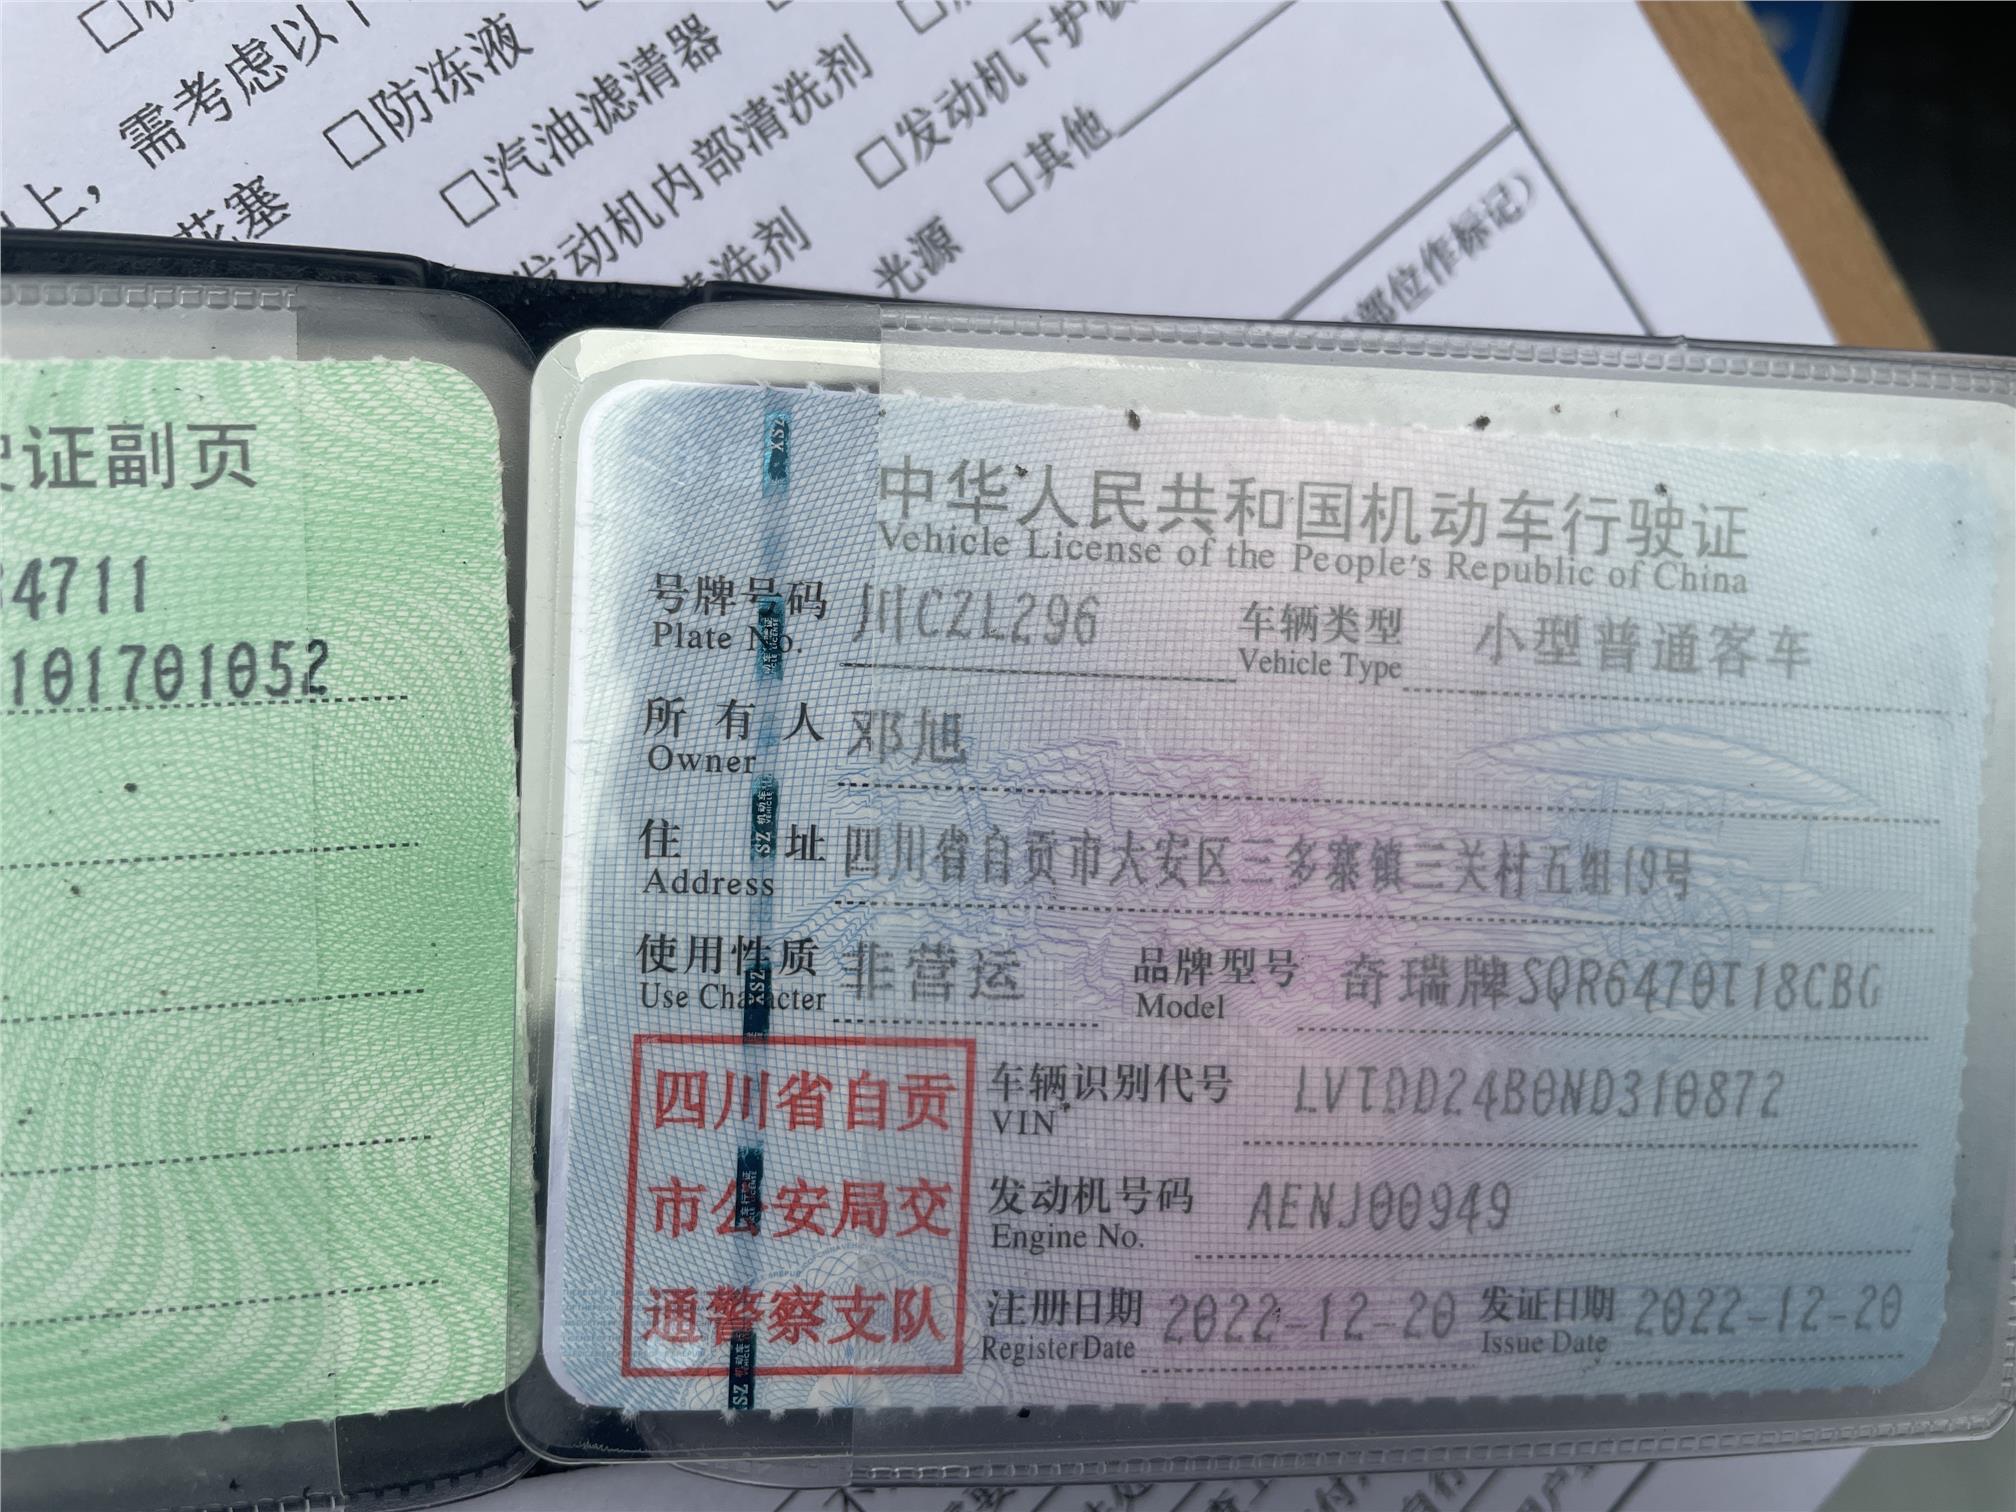 需考虑以下
□防冻液
□汽油滤清器
花塞
发动机内部清洗剂
□发动机下护板
清洗剂
□其他
光源
部位作标记）
证副页
4711
101701052
中华人民共和国机动车行驶证
Vehicle License of the People's Republic of China
号牌号码 川CZL296 车辆类型 小型普通客车
Plate No. Vehicle Type
所有人 邓旭
Owner
住址 四川省自贡市大安区三多寨镇三关村五组19号
Address
使用性质 非营运 品牌型号 奇瑞牌SQR6470T18CBG
Use Character Model
四川省自贡
市公安局交
通警察支队
车辆识别代号 LVTDD24B0ND310872
VIN
发动机号码 AENJ00949
Engine No.
注册日期 2022-12-20 发证日期 2022-12-20
Register Date Issue Date